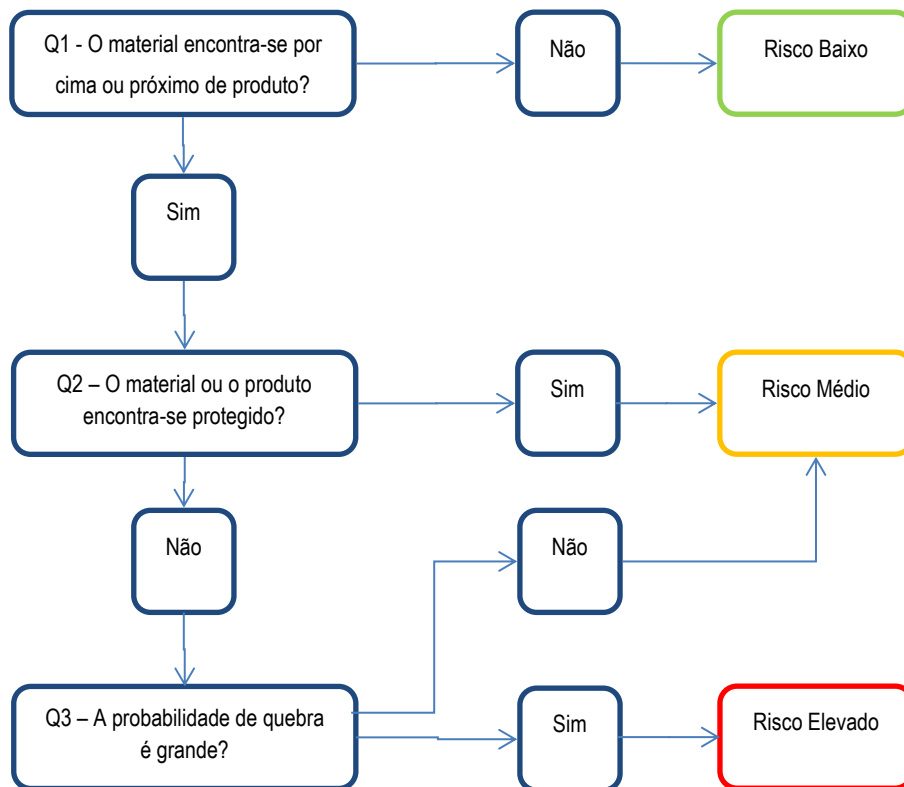 Q1 - O material encontra-se por
cima ou próximo de produto?
Não
Risco Baixo
Sim
Q2 – O material ou o produto
encontra-se protegido?
Sim
Risco Médio
Não
Não
Q3 – A probabilidade de quebra
é grande?
Sim
Risco Elevado